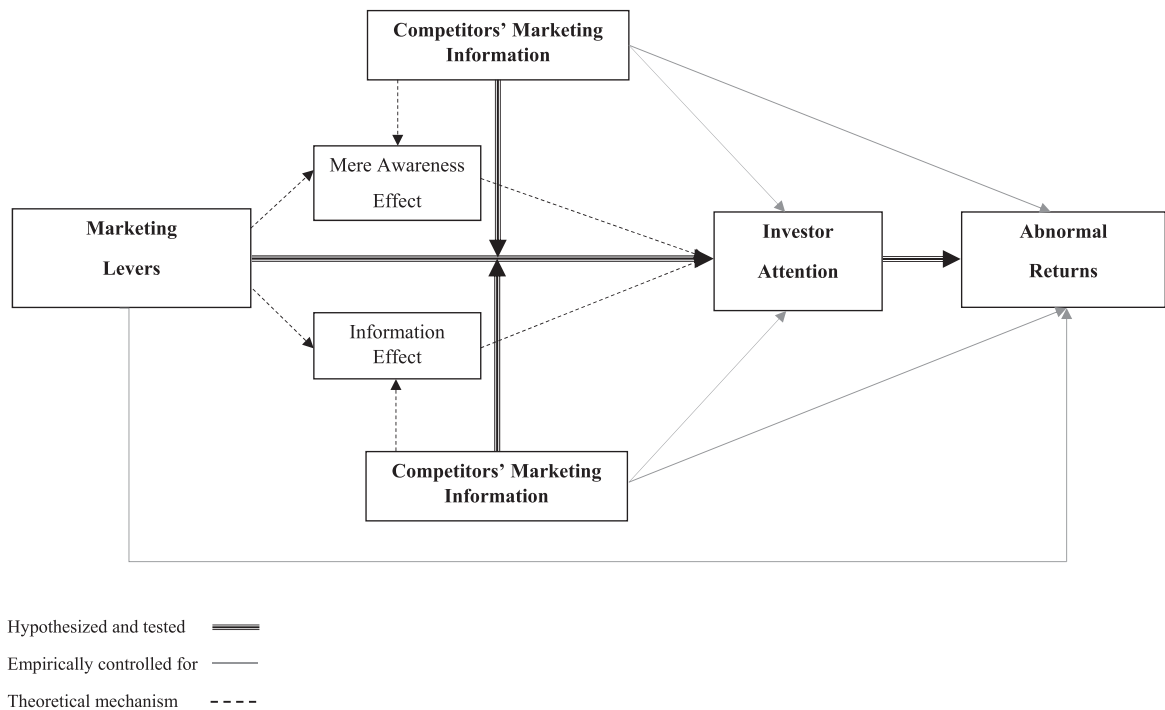 Competitors’ Marketing
Information
Mere Awareness
Effect
Marketing
Levers
Investor
Attention
Abnormal
Returns
Information
Effect
Competitors’ Marketing
Information
Hypothesized and tested
Empirically controlled for
Theoretical mechanism